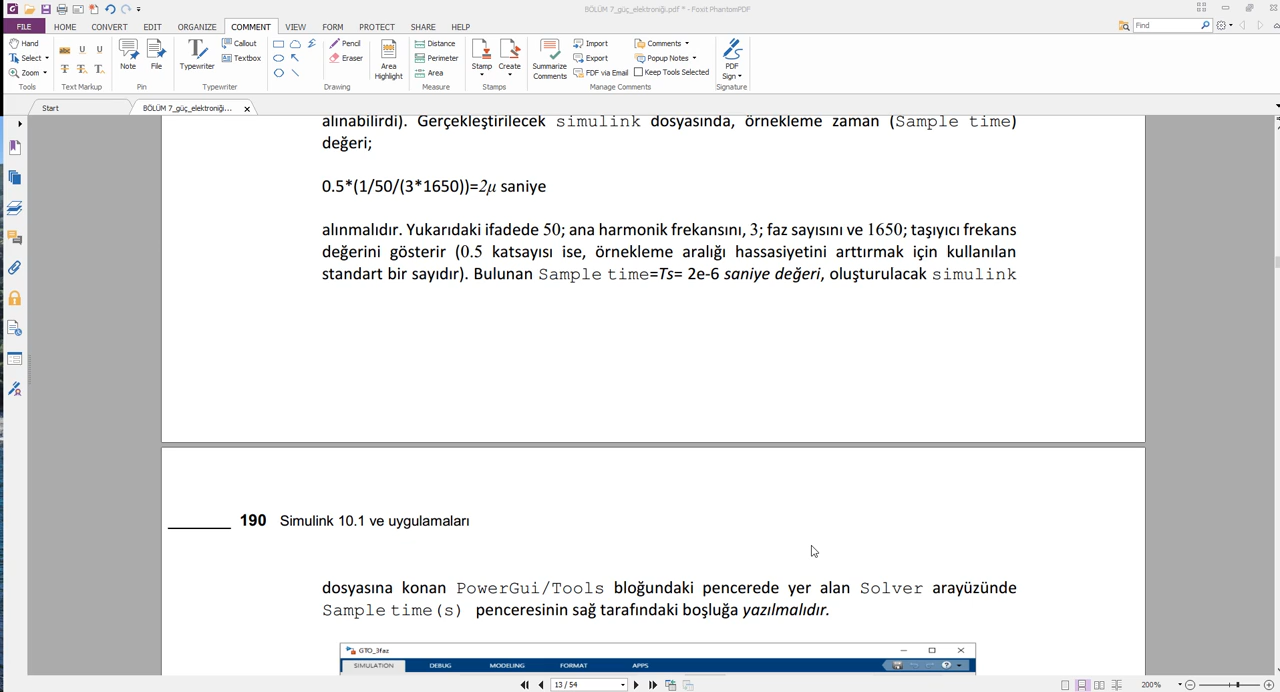 BÖLÜM 7_güç_elektroniği.pdf * - Foxit PhantomPDF
FILE HOME CONVERT EDIT ORGANIZE COMMENT VIEW FORM PROTECT SHARE HELP
Find
Hand
Select
Zoom
Tools
Text Markup
Note
File
Pin
Typewriter
Callout
Textbox
Typewriter
Pencil
Eraser
Drawing
Area
Highlight
Distance
Perimeter
Area
Measure
Stamp
Create
Stamps
Summarize
Comments
Import
Export
FDF via Email
Comments
Popup Notes
Keep Tools Selected
Manage Comments
PDF
Sign
Signature
Start
BÖLÜM 7_güç_elektroniği...
alınabilirdi). Gerçekleştirilecek simulink dosyasında, örnekleme zaman (Sample time)
değeri;
0.5*(1/50/(3*1650))=2μ saniye
alınmalıdır. Yukarıdaki ifadede 50; ana harmonik frekansını, 3; faz sayısını ve 1650; taşıyıcı frekans
değerini gösterir (0.5 katsayısı ise, örnekleme aralığı hassasiyetini arttırmak için kullanılan
standart bir sayıdır). Bulunan Sample time=Ts= 2e-6 saniye değeri, oluşturulacak simulink
190 Simulink 10.1 ve uygulamaları
dosyasına konan PowerGui/Tools bloğundaki pencerede yer alan Solver arayüzünde
Sample time(s) penceresinin sağ tarafındaki boşluğa yazılmalıdır.
GTO_3faz
SIMULATION DEBUG MODELING FORMAT APPS
13 / 54
200%